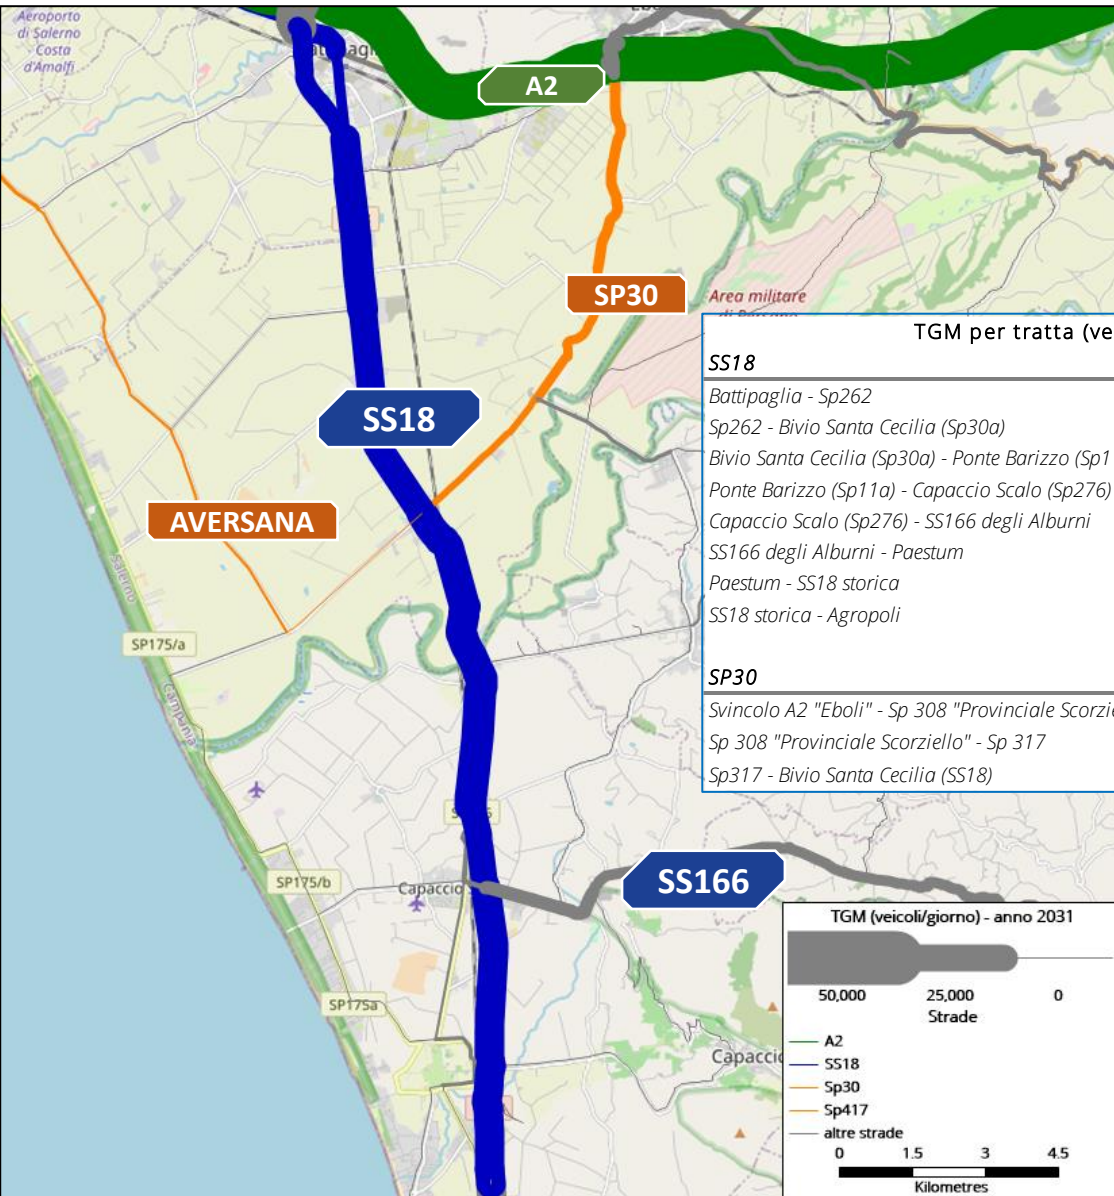 Aeroporto
di Salerno
Costa
d'Amalfi
A2
SP30
Area militare
SS18
AVERSANA
Salerno
SP175/a
Campania
TGM per tratta (ve
SS18
Battipaglia - Sp262
Sp262 - Bivio Santa Cecilia (Sp30a)
Bivio Santa Cecilia (Sp30a) - Ponte Barizzo (Sp1
Ponte Barizzo (Sp11a) - Capaccio Scalo (Sp276)
Capaccio Scalo (Sp276) - SS166 degli Alburni
SS166 degli Alburni - Paestum
Paestum - SS18 storica
SS18 storica - Agropoli
SP30
Svincolo A2 "Eboli" - Sp 308 "Provinciale Scorzie
Sp 308 "Provinciale Scorziello" - Sp 317
Sp317 - Bivio Santa Cecilia (SS18)
SP175/b
Capaccio
SS166
SP175a
Capaccio
TGM (veicoli/giorno) - anno 2031
50,000 25,000 0
Strade
A2
SS18
Sp30
Sp417
altre strade
0 1.5 3 4.5
Kilometres